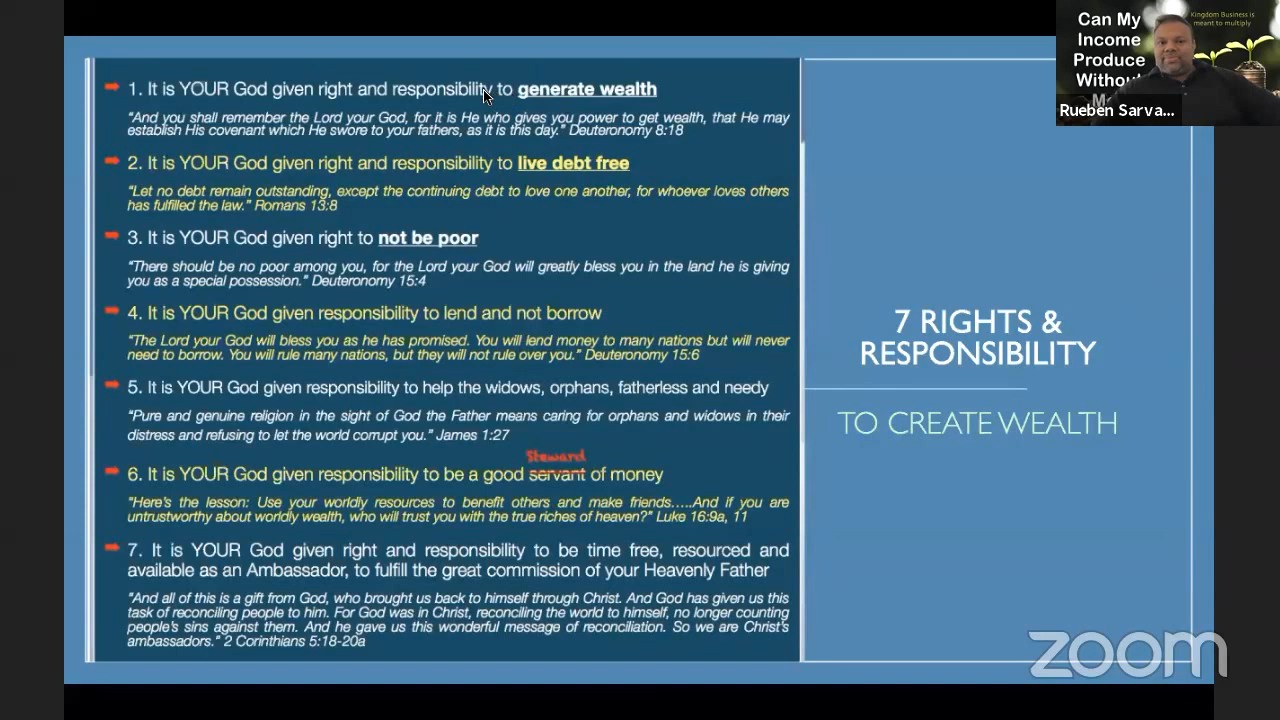 1. It is YOUR God given right and responsibility to generate wealth
"And you shall remember the Lord your God, for it is He who gives you power to get wealth, that He may
establish His covenant which He swore to your fathers, as it is this day." Deuteronomy 8:18
2. It is YOUR God given right and responsibility to live debt free
"Let no debt remain outstanding, except the continuing debt to love one another, for whoever loves others
has fulfilled the law." Romans 13:8
3. It is YOUR God given right to not be poor
"There should be no poor among you, for the Lord your God will greatly bless you in the land he is giving
you as a special possession." Deuteronomy 15:4
4. It is YOUR God given responsibility to lend and not borrow
"The Lord your God will bless you as he has promised. You will lend money to many nations but will never
need to borrow. You will rule many nations, but they will not rule over you." Deuteronomy 15:6
5. It is YOUR God given responsibility to help the widows, orphans, fatherless and needy
"Pure and genuine religion in the sight of God the Father means caring for orphans and widows in their
distress and refusing to let the world corrupt you." James 1:27
Steward
6. It is YOUR God given responsibility to be a good servant of money
"Here's the lesson: Use your worldly resources to benefit others and make friends.....And if you are
untrustworthy about worldly wealth, who will trust you with the true riches of heaven?" Luke 16:9a, 11
7. It is YOUR God given right and responsibility to be time free, resourced and
available as an Ambassador, to fulfill the great commission of your Heavenly Father
"And all of this is a gift from God, who brought us back to himself through Christ. And God has given us this
task of reconciling people to him. For God was in Christ, reconciling the world to himself, no longer counting
people's sins against them. And he gave us this wonderful message of reconciliation. So we are Christ's
ambassadors." 2 Corinthians 5:18-20a
7 RIGHTS &
RESPONSIBILITY
TO CREATE WEALTH
Can My
Income
Produce
Without
Kingdom Business is
meant to multiply
Rueben Sarva...
zoom